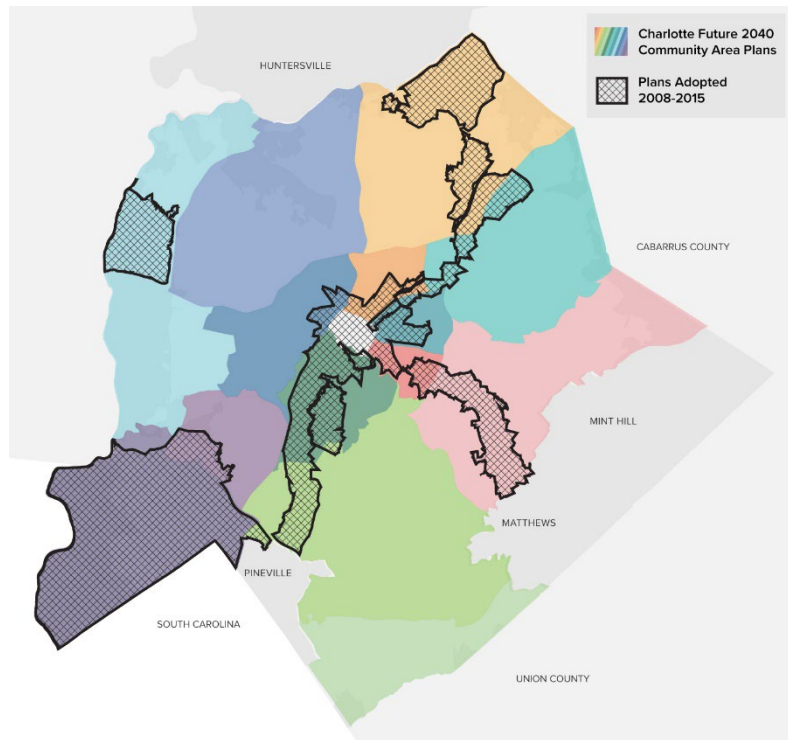 Charlotte Future 2040
Community Area Plans
Plans Adopted
2008-2015
HUNTERSVILLE
CABARRUS COUNTY
MINT HILL
MATTHEWS
PINEVILLE
SOUTH CAROLINA
UNION COUNTY